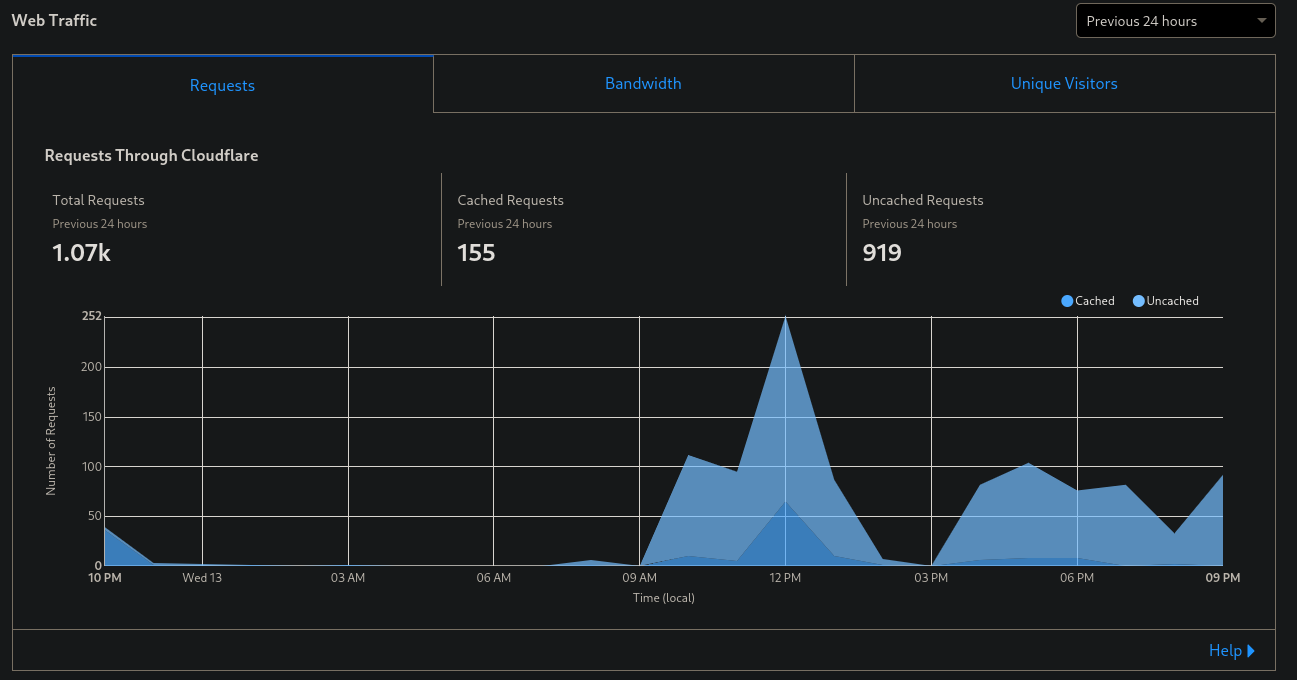 Web Traffic
Previous 24 hours
Requests
Bandwidth
Unique Visitors
Requests Through Cloudflare
Total Requests
Previous 24 hours
1.07k
Cached Requests
Previous 24 hours
155
Uncached Requests
Previous 24 hours
919
Cached
Uncached
252
200
150
100
50
0
Number of Requests
10 PM
Wed 13
03 AM
06 AM
09 AM
12 PM
03 PM
06 PM
09 PM
Time (local)
Help